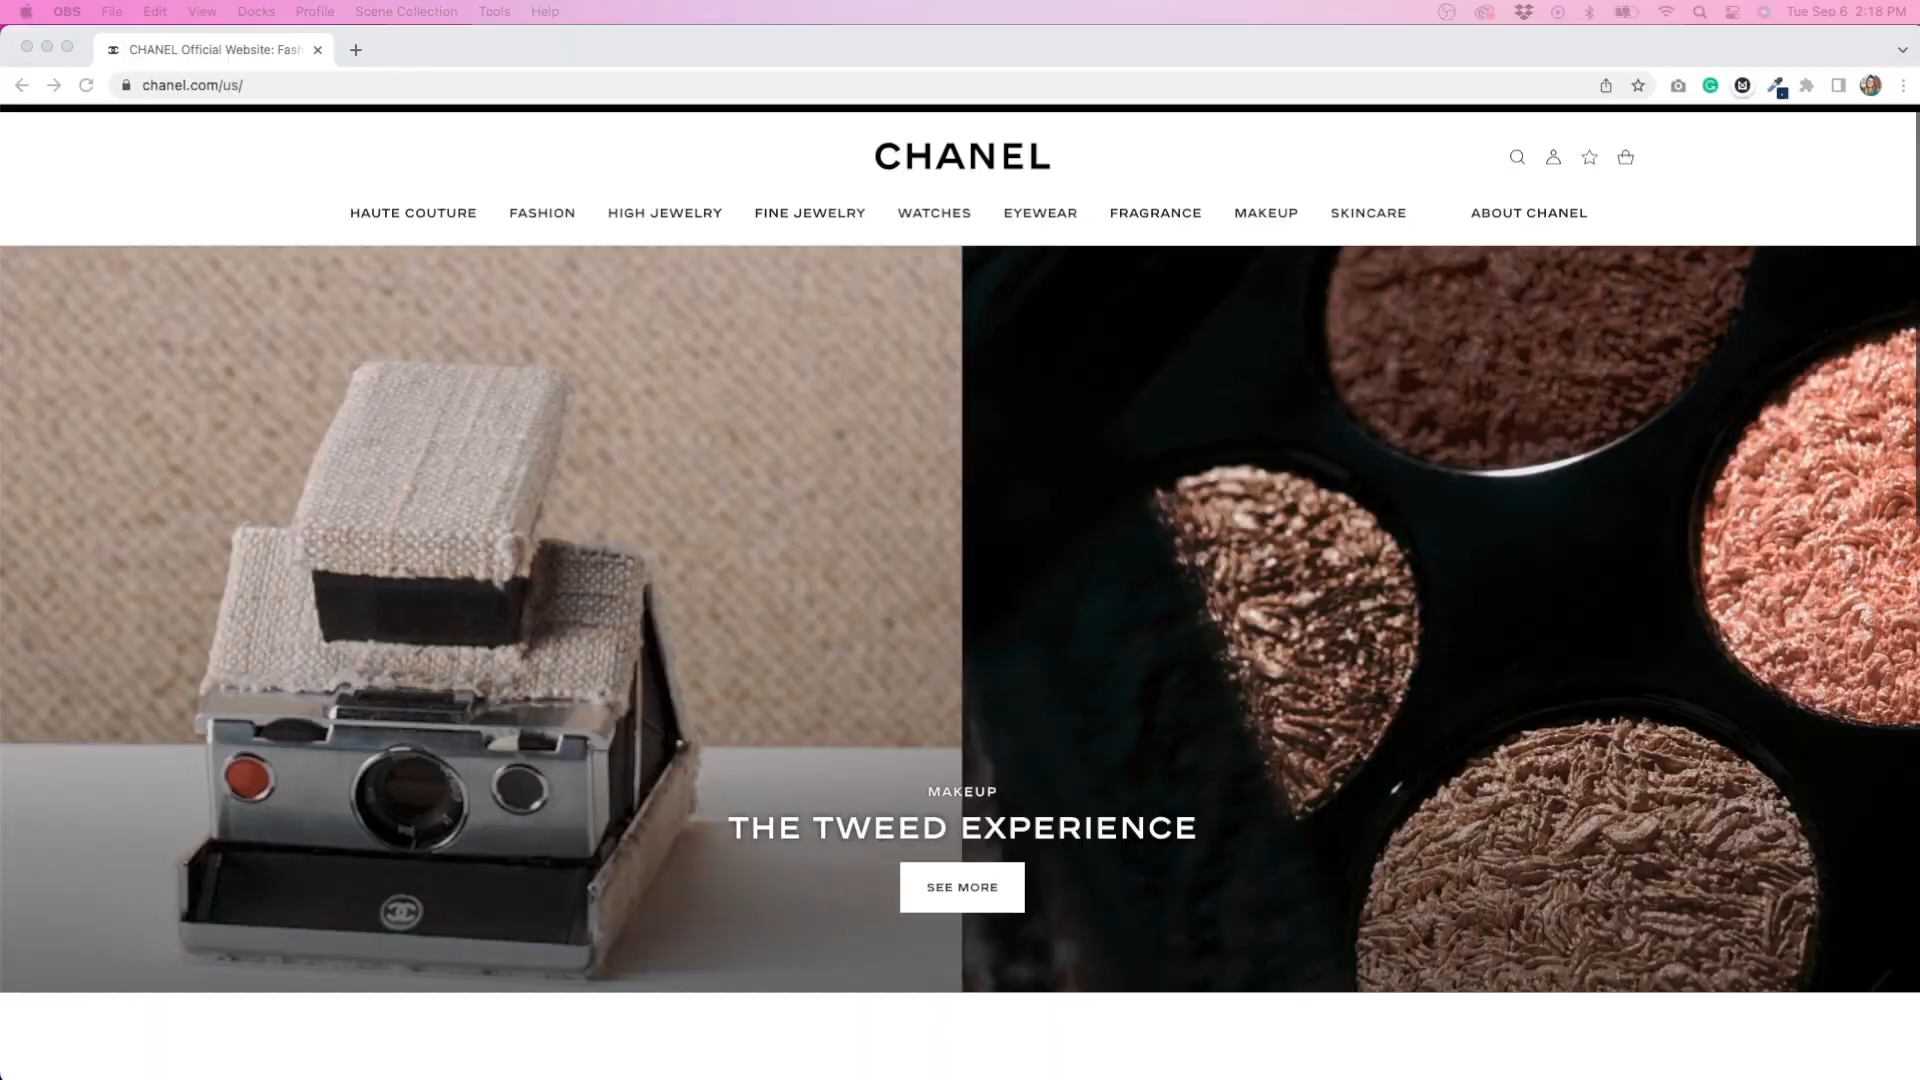 OBS File Edit View Docks Profile Scene Collection Tools Help Tue Sep 6 2:18 PM
CHANEL Official Website: Fash
chanel.com/us/
CHANEL
HAUTE COUTURE FASHION HIGH JEWELRY FINE JEWELRY WATCHES EYEWEAR FRAGRANCE MAKEUP SKINCARE ABOUT CHANEL
MAKEUP
THE TWEED EXPERIENCE
SEE MORE